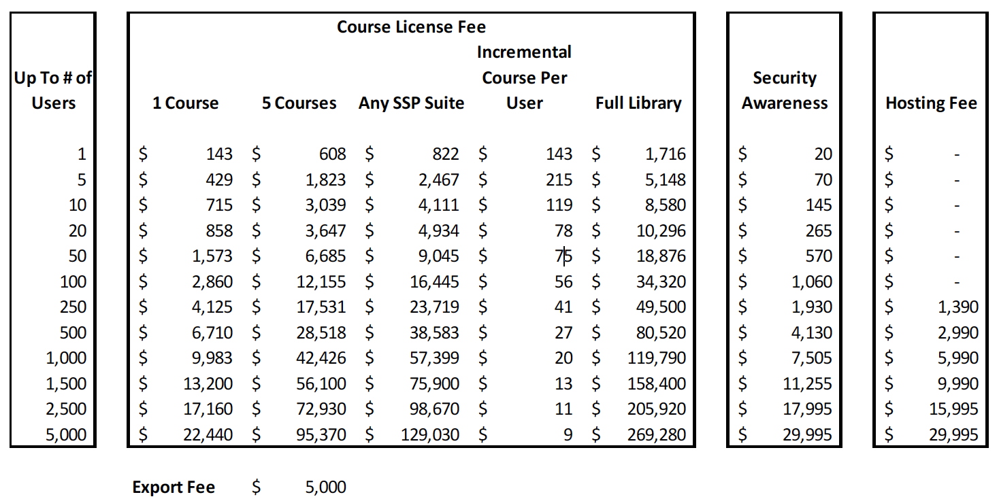 Course License Fee
Incremental
Up To # of Course Per Security
Users 1 Course 5 Courses Any SSP Suite User Full Library Awareness Hosting Fee
1 $ 143 $ 608 $ 822 $ 143 $ 1,716 $ 20 $ -
5 $ 429 $ 1,823 $ 2,467 $ 215 $ 5,148 $ 70 $ -
10 $ 715 $ 3,039 $ 4,111 $ 119 $ 8,580 $ 145 $ -
20 $ 858 $ 3,647 $ 4,934 $ 78 $ 10,296 $ 265 $ -
50 $ 1,573 $ 6,685 $ 9,045 $ 75 $ 18,876 $ 570 $ -
100 $ 2,860 $ 12,155 $ 16,445 $ 56 $ 34,320 $ 1,060 $ -
250 $ 4,125 $ 17,531 $ 23,719 $ 41 $ 49,500 $ 1,930 $ 1,390
500 $ 6,710 $ 28,518 $ 38,583 $ 27 $ 80,520 $ 4,130 $ 2,990
1,000 $ 9,983 $ 42,426 $ 57,399 $ 20 $ 119,790 $ 7,505 $ 5,990
1,500 $ 13,200 $ 56,100 $ 75,900 $ 13 $ 158,400 $ 11,255 $ 9,990
2,500 $ 17,160 $ 72,930 $ 98,670 $ 11 $ 205,920 $ 17,995 $ 15,995
5,000 $ 22,440 $ 95,370 $ 129,030 $ 9 $ 269,280 $ 29,995 $ 29,995
Export Fee $ 5,000